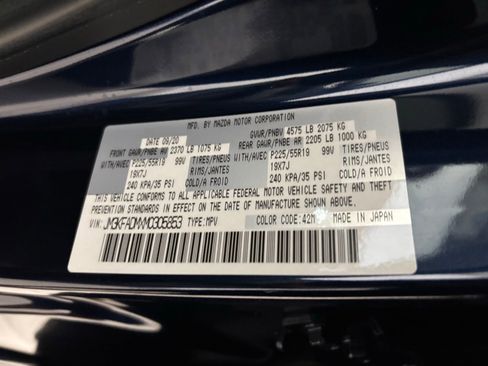 MFD. BY MAZDA MOTOR CORPORATION
DATE 09/20 GVWR/PNBV 4575 LB 2075 KG
FRONT GAWR/PNBE AV 2370 LB 1075 KG REAR GAWR/PNBE AR 2205 LB 1000 KG
WITH/AVEC P225/55R19 99V TIRES/PNEUS WITH/AVEC P225/55R19 99V TIRES/PNEUS
19X7J RIMS/JANTES 19X7J RIMS/JANTES
240 KPA/35 PSI COLD/A FROID 240 KPA/35 PSI COLD/A FROID
THIS VEHICLE CONFORMS TO ALL APPLICABLE FEDERAL MOTOR VEHICLE SAFETY AND THEFT
PREVENTION STANDARDS IN EFFECT ON THE DATE OF MANUFACTURE SHOWN ABOVE.
VIN: TYPE: MPV COLOR CODE: 42M MADE IN JAPAN